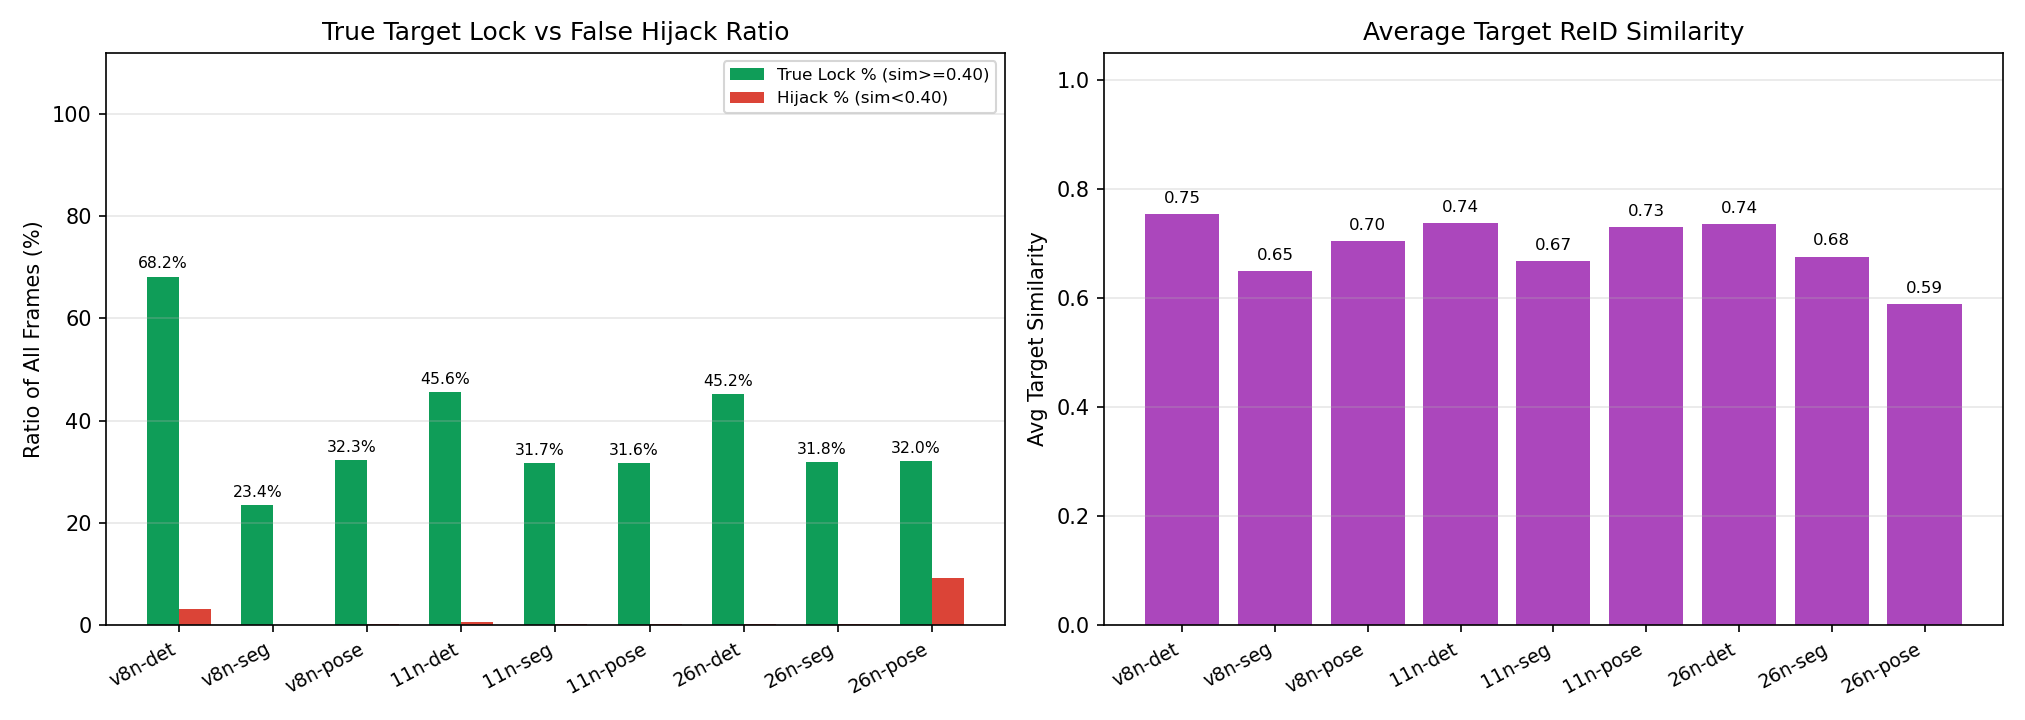 True Target Lock vs False Hijack Ratio
True Lock % (sim>=0.40)
Hijack % (sim<0.40)
Ratio of All Frames (%)
100
80
60
40
20
0
68.2%
23.4%
32.3%
45.6%
31.7%
31.6%
45.2%
31.8%
32.0%
v8n-det
v8n-seg
v8n-pose
11n-det
11n-seg
11n-pose
26n-det
26n-seg
26n-pose
Average Target ReID Similarity
Avg Target Similarity
1.0
0.8
0.6
0.4
0.2
0.0
0.75
0.65
0.70
0.74
0.67
0.73
0.74
0.68
0.59
v8n-det
v8n-seg
v8n-pose
11n-det
11n-seg
11n-pose
26n-det
26n-seg
26n-pose